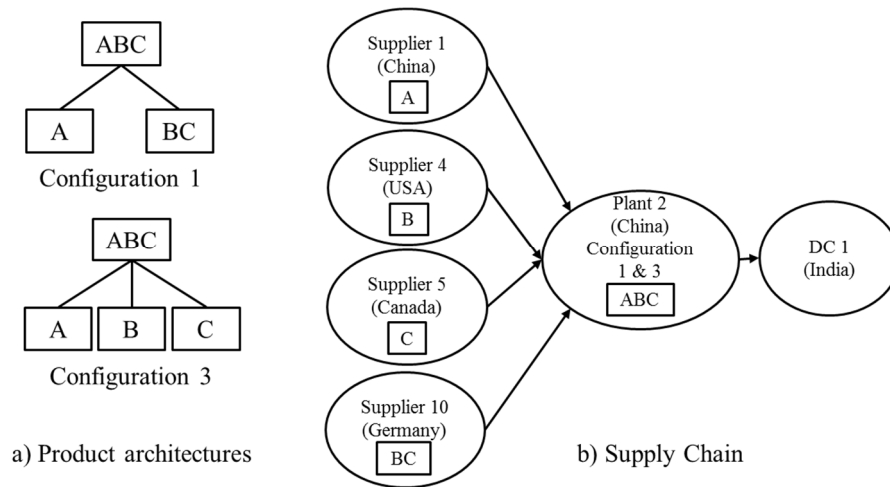 ABC
A BC
Configuration 1
ABC
A B C
Configuration 3
a) Product architectures
Supplier 1
(China)
A
Supplier 4
(USA)
B
Supplier 5
(Canada)
C
Supplier 10
(Germany)
BC
Plant 2
(China)
Configuration
1 & 3
ABC
DC 1
(India)
b) Supply Chain